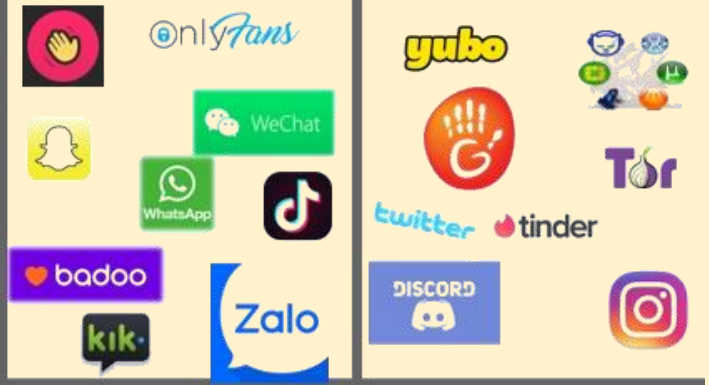 OnlyFans
WeChat
WhatsApp
badoo
kik·
Zalo
yubo
Tor
twitter
tinder
DISCORD